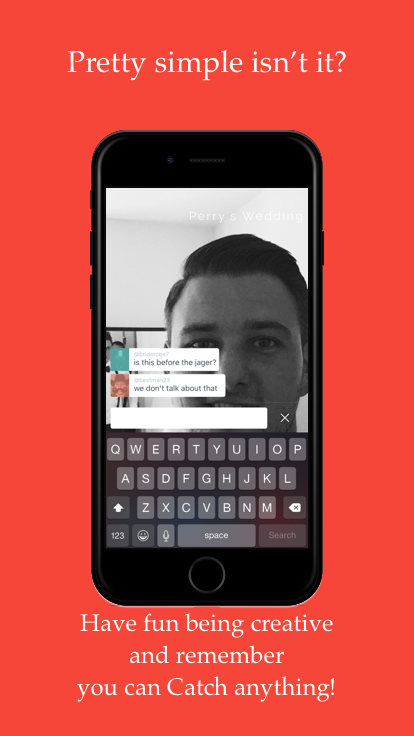 Pretty simple isn't it?
Perry's Wedding
@bridetobe7
is this before the jager?
@bestman23
we don't talk about that
Q W E R T Y U I O P
A S D F G H J K L
Z X C V B N M
123 space Search
Have fun being creative
and remember
you can Catch anything!